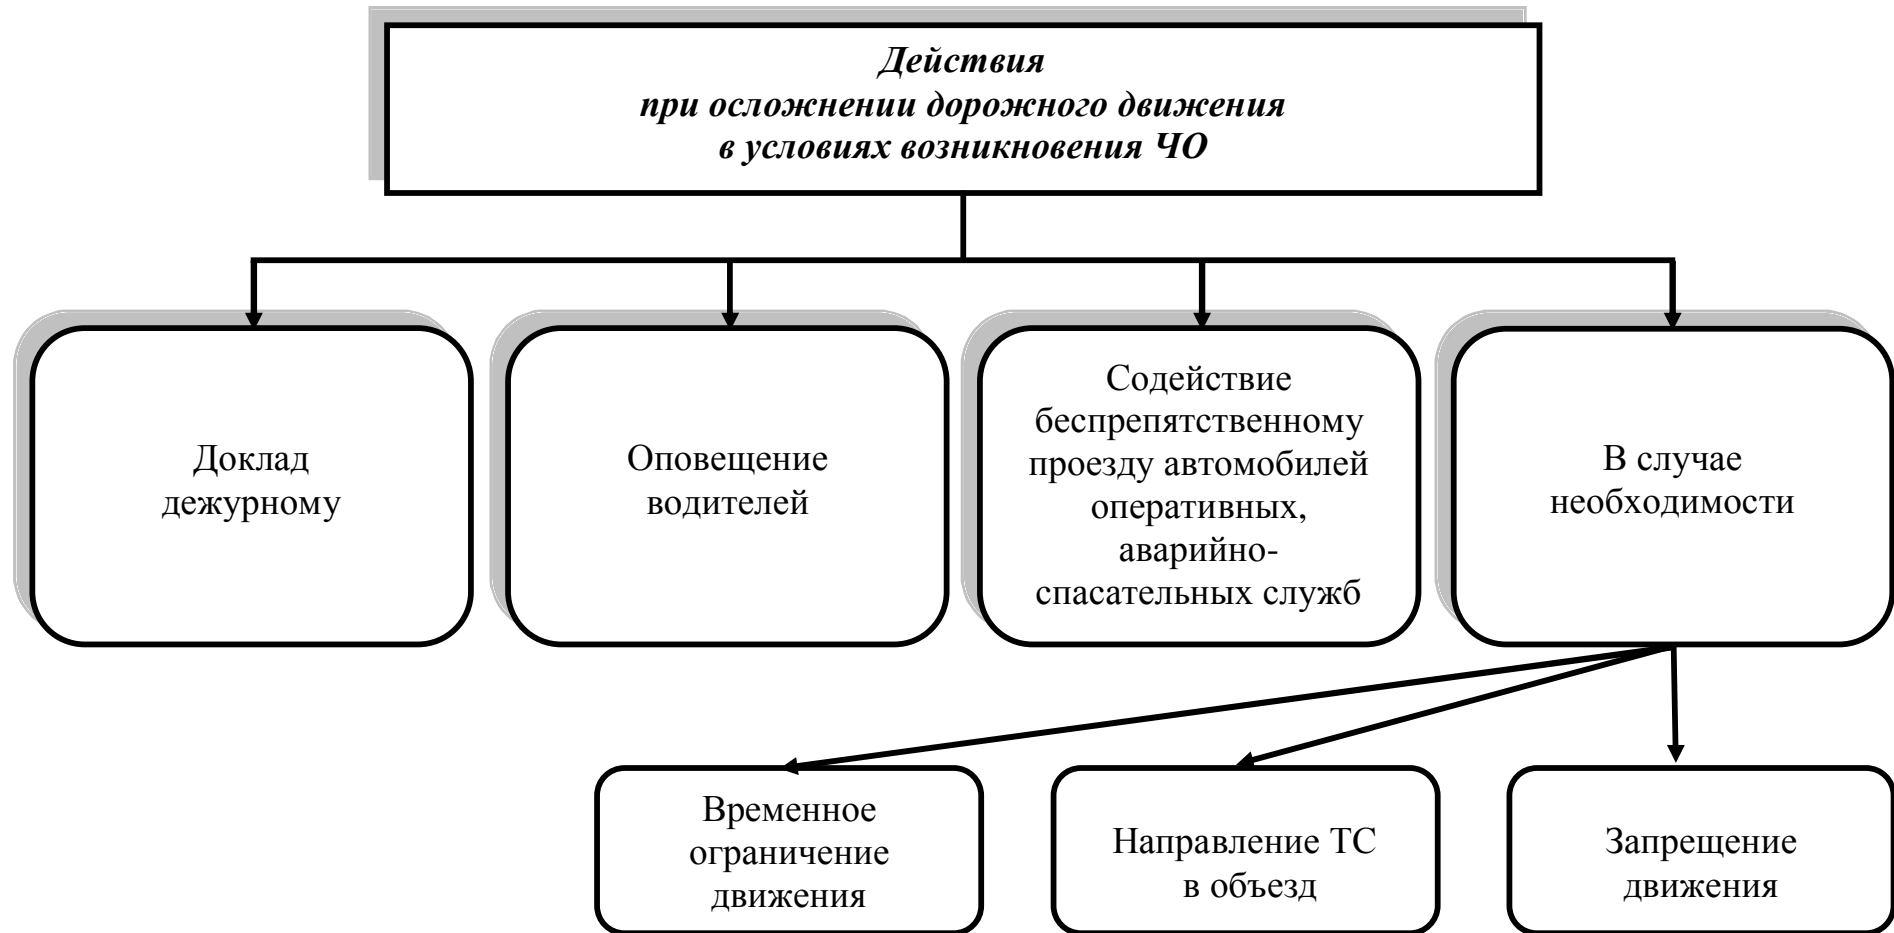 Действия
при осложнении дорожного движения
в условиях возникновения ЧО
Доклад
дежурному
Оповещение
водителей
Содействие
беспрепятственному
проезду автомобилей
оперативных,
аварийно-
спасательных служб
В случае
необходимости
Временное
ограничение
движения
Направление ТС
в объезд
Запрещение
движения